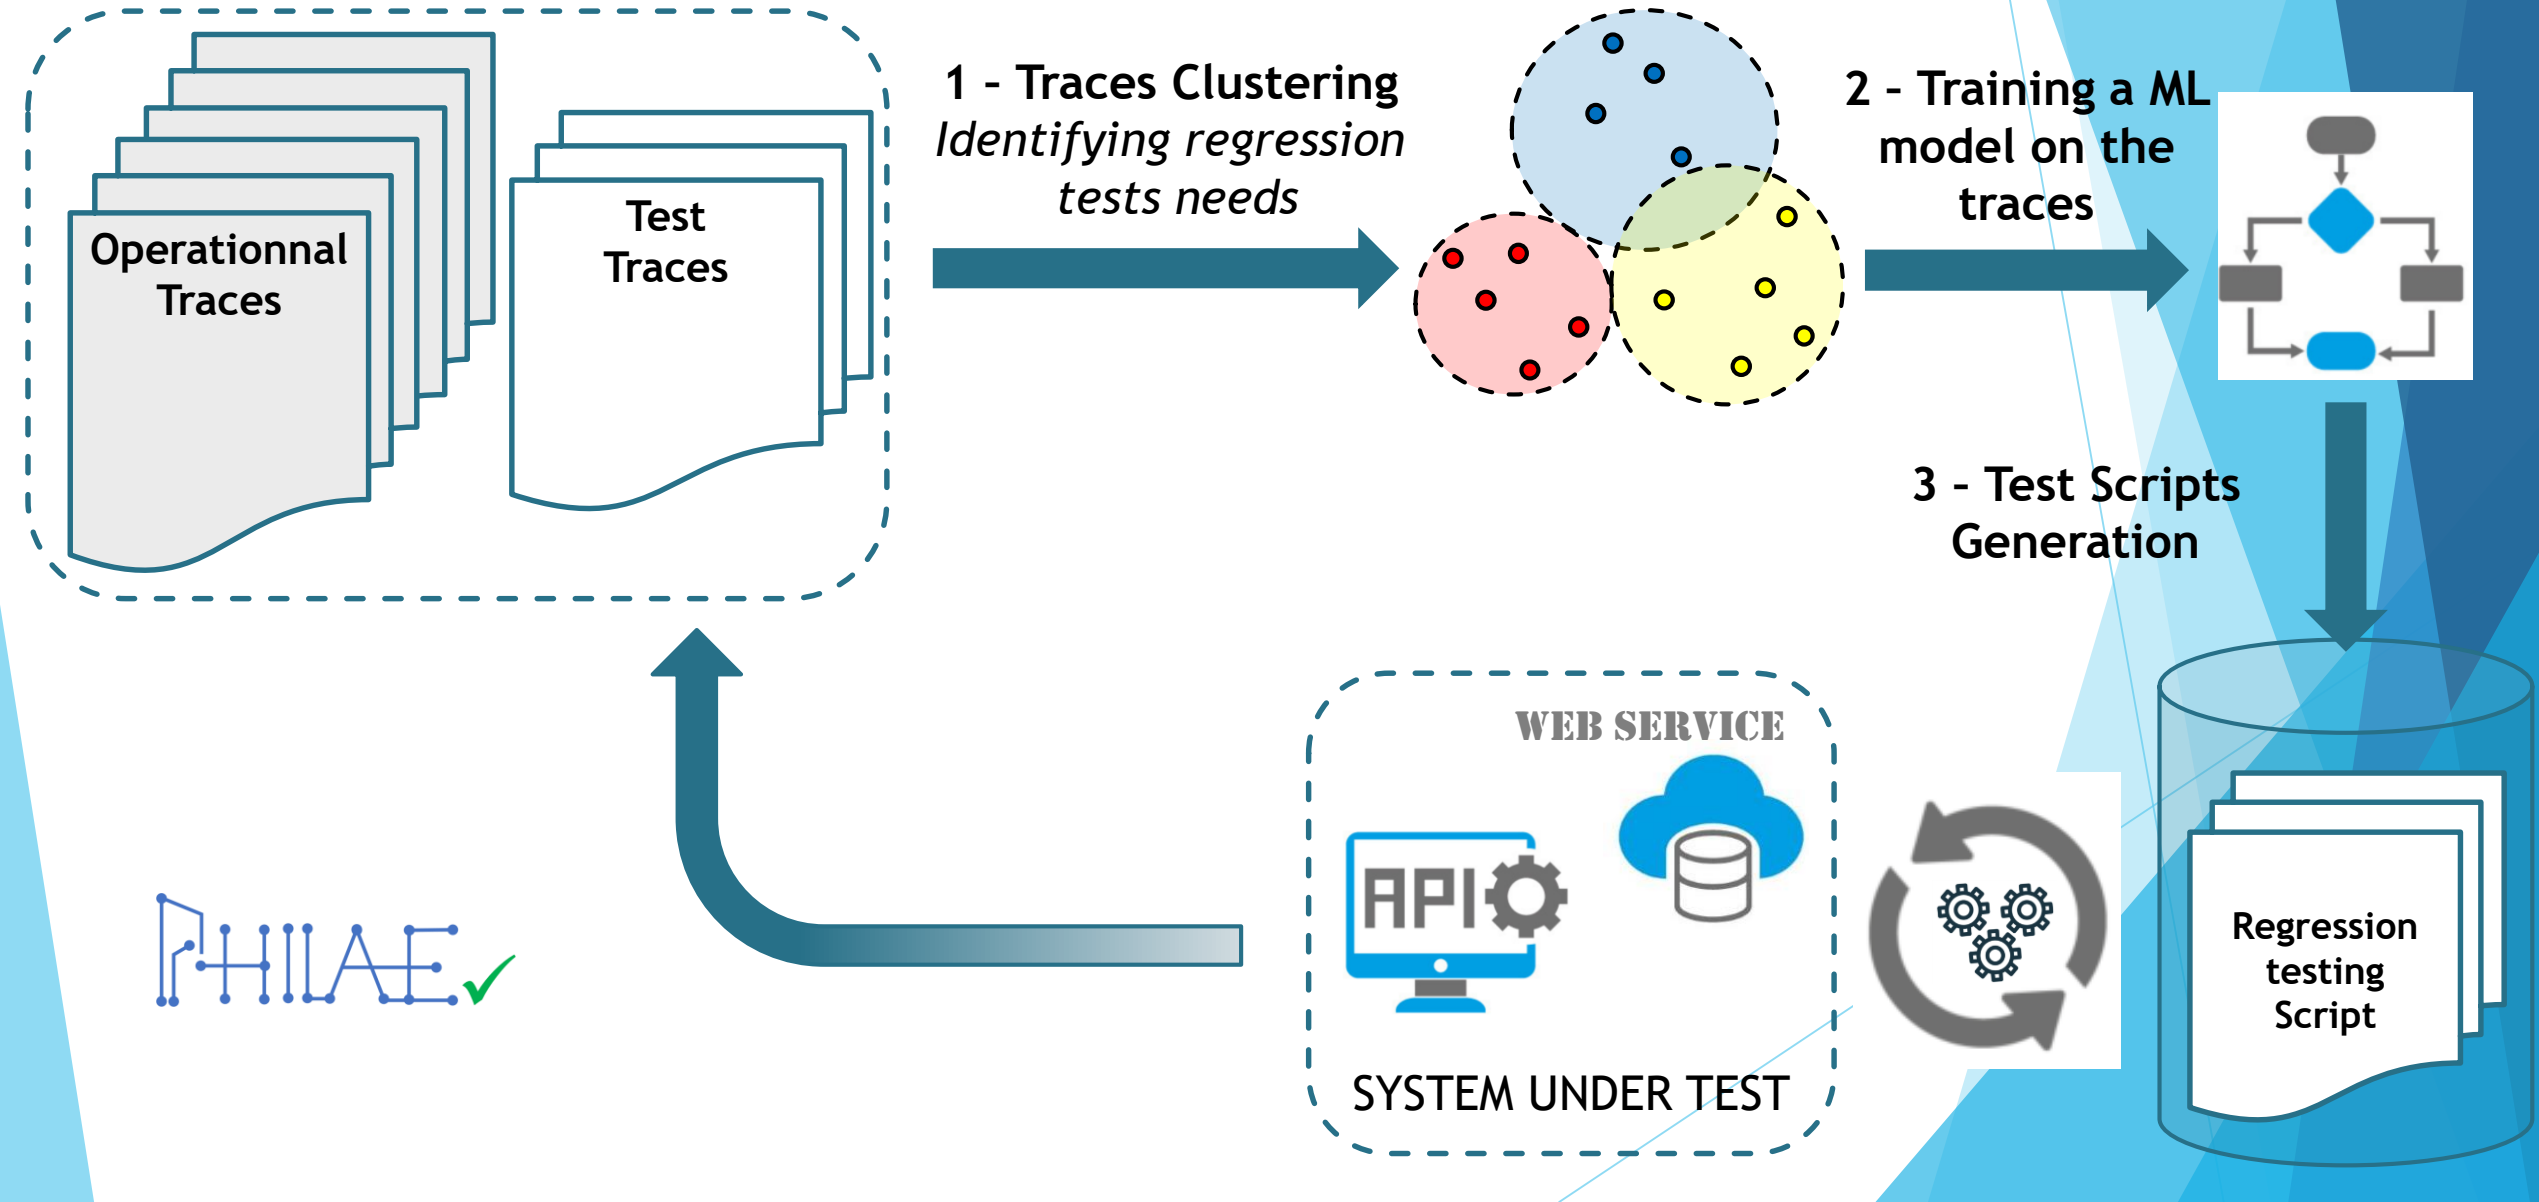 Operationnal
Traces
Test
Traces
1 – Traces Clustering
Identifying regression
tests needs
2 – Training a ML
model on the
traces
3 – Test Scripts
Generation
WEB SERVICE
API
SYSTEM UNDER TEST
Regression
testing
Script
PHILAE